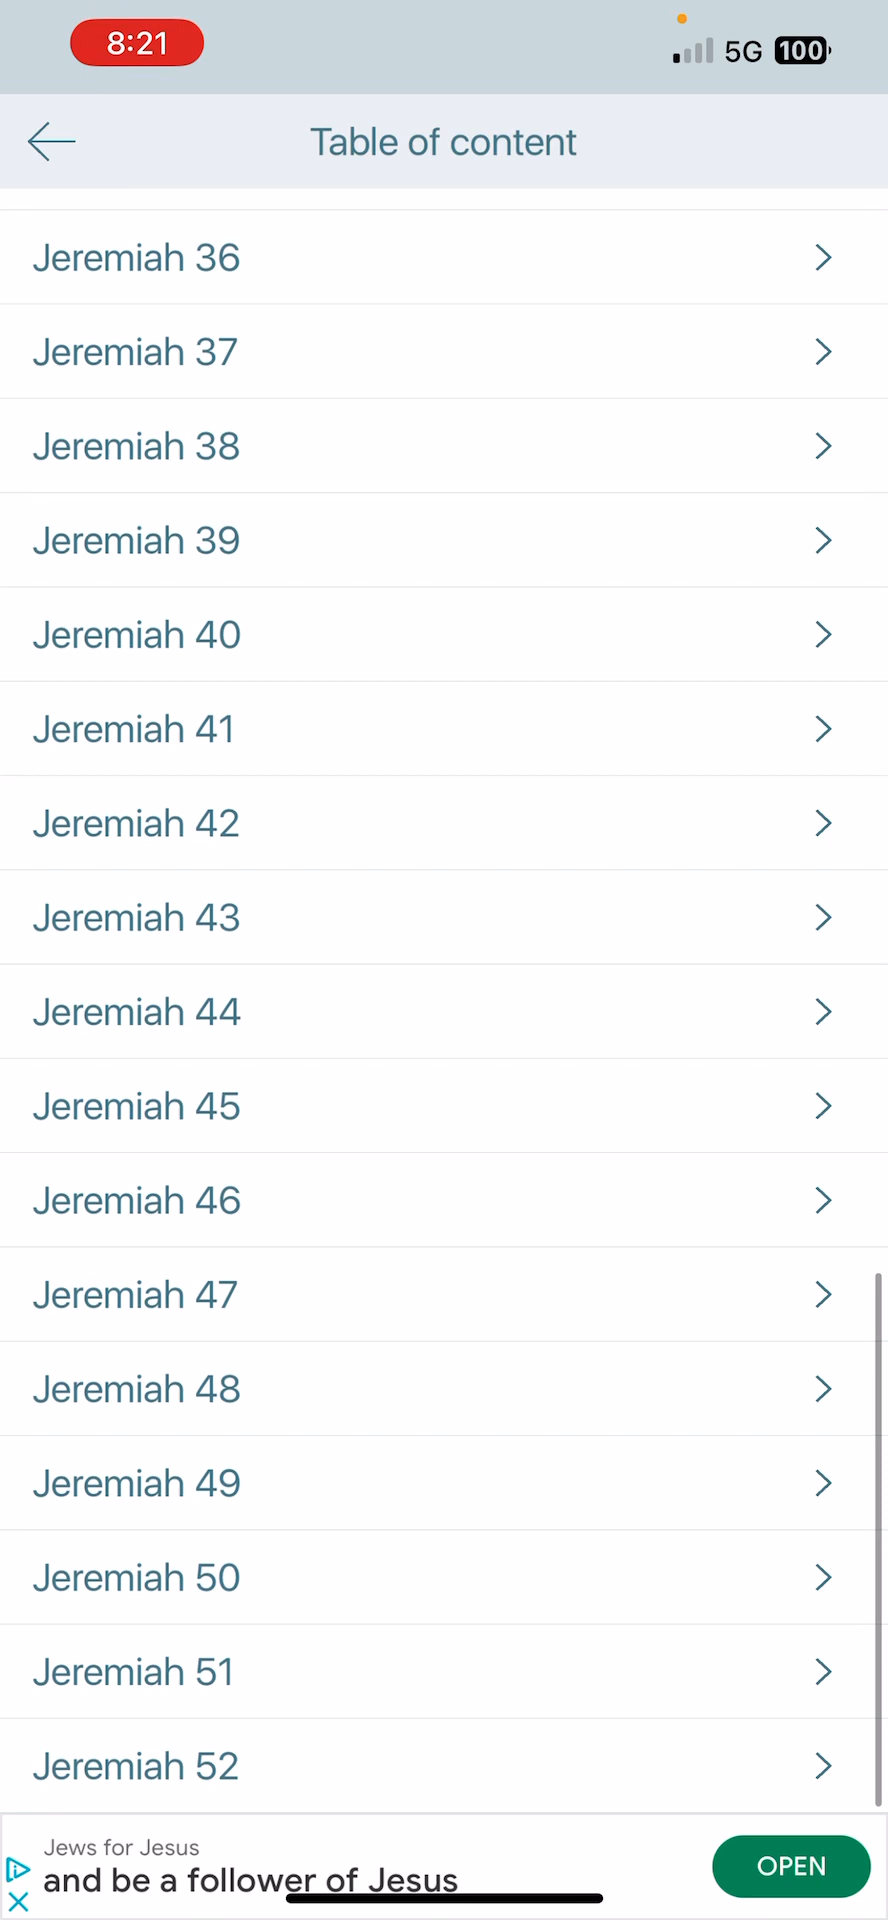 8:21
5G 100
Table of content
Jeremiah 36
Jeremiah 37
Jeremiah 38
Jeremiah 39
Jeremiah 40
Jeremiah 41
Jeremiah 42
Jeremiah 43
Jeremiah 44
Jeremiah 45
Jeremiah 46
Jeremiah 47
Jeremiah 48
Jeremiah 49
Jeremiah 50
Jeremiah 51
Jeremiah 52
Jews for Jesus
and be a follower of Jesus
OPEN